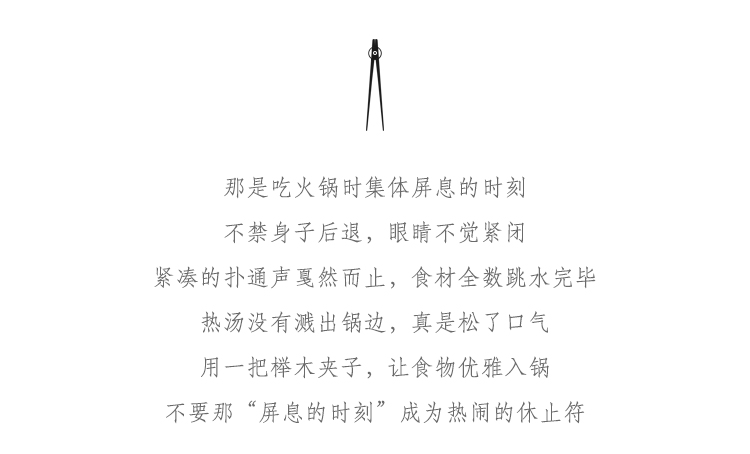 那是吃火锅时集体屏息的时刻
不禁身子后退，眼睛不觉紧闭
紧凑的扑通声戛然而止，食材全数跳水完毕
热汤没有溅出锅边，真是松了口气
用一把榉木夹子，让食物优雅入锅
不要那“屏息的时刻”成为热闹的休止符